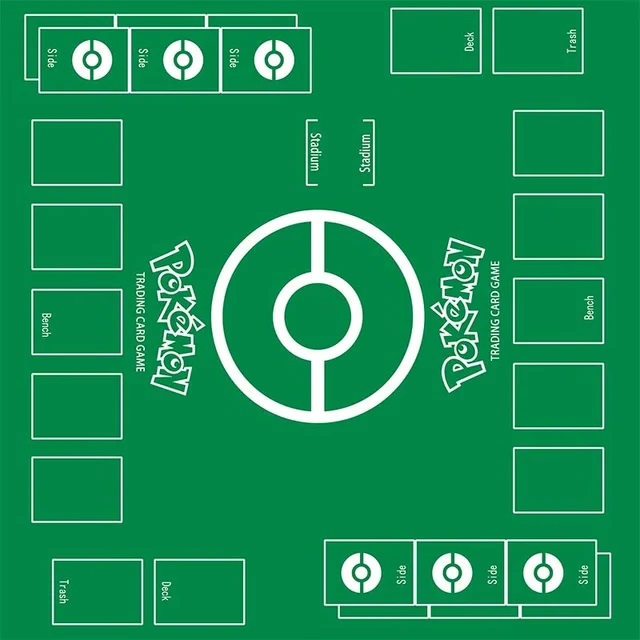 Side
Side
Side
Deck
Trash
Stadium
Stadium
Pokémon
TRADING CARD GAME
Pokémon
TRADING CARD GAME
Bench
Bench
Trash
Deck
Side
Side
Side